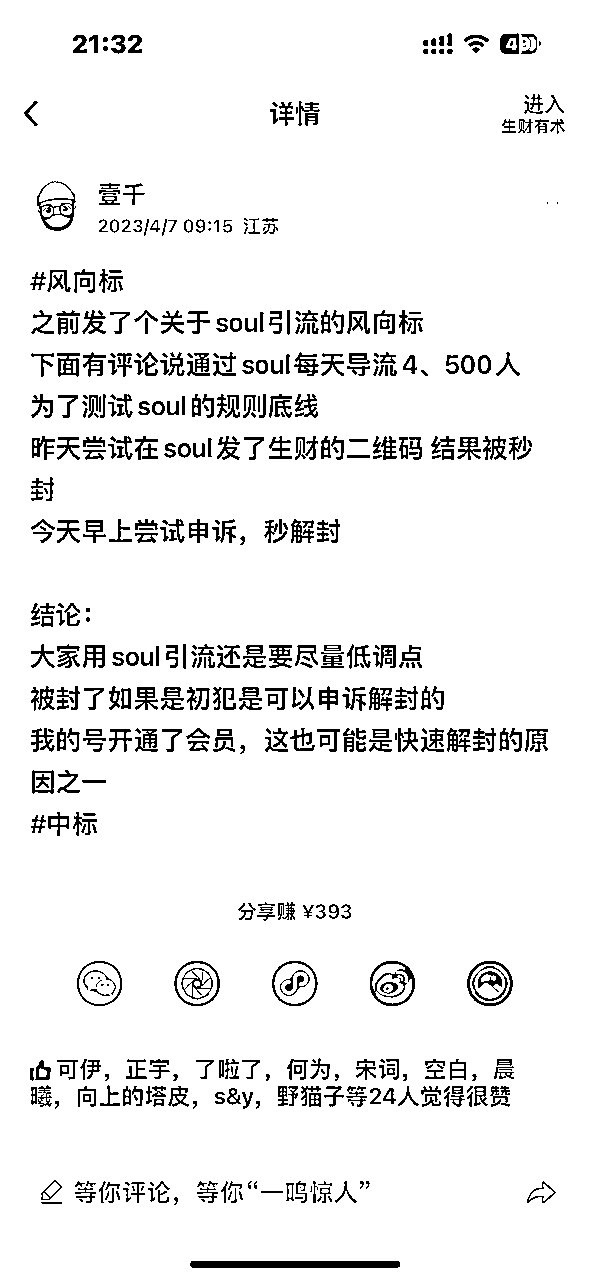 21:32
详情
进入
生财有术
壹千
2023/4/7 09:15 江苏
#风向标
之前发了个关于soul引流的风向标
下面有评论说通过soul每天导流4、500人
为了测试soul的规则底线
昨天尝试在soul发了生财的二维码 结果被秒
封
今天早上尝试申诉，秒解封
结论：
大家用soul引流还是要尽量低调点
被封了如果是初犯是可以申诉解封的
我的号开通了会员，这也可能是快速解封的原
因之一
#中标
分享赚 ¥393
可伊，正宇，了啦了，何为，宋词，空白，晨
曦，向上的塔皮，s&y，野猫子等24人觉得很赞
等你评论，等你“一鸣惊人”